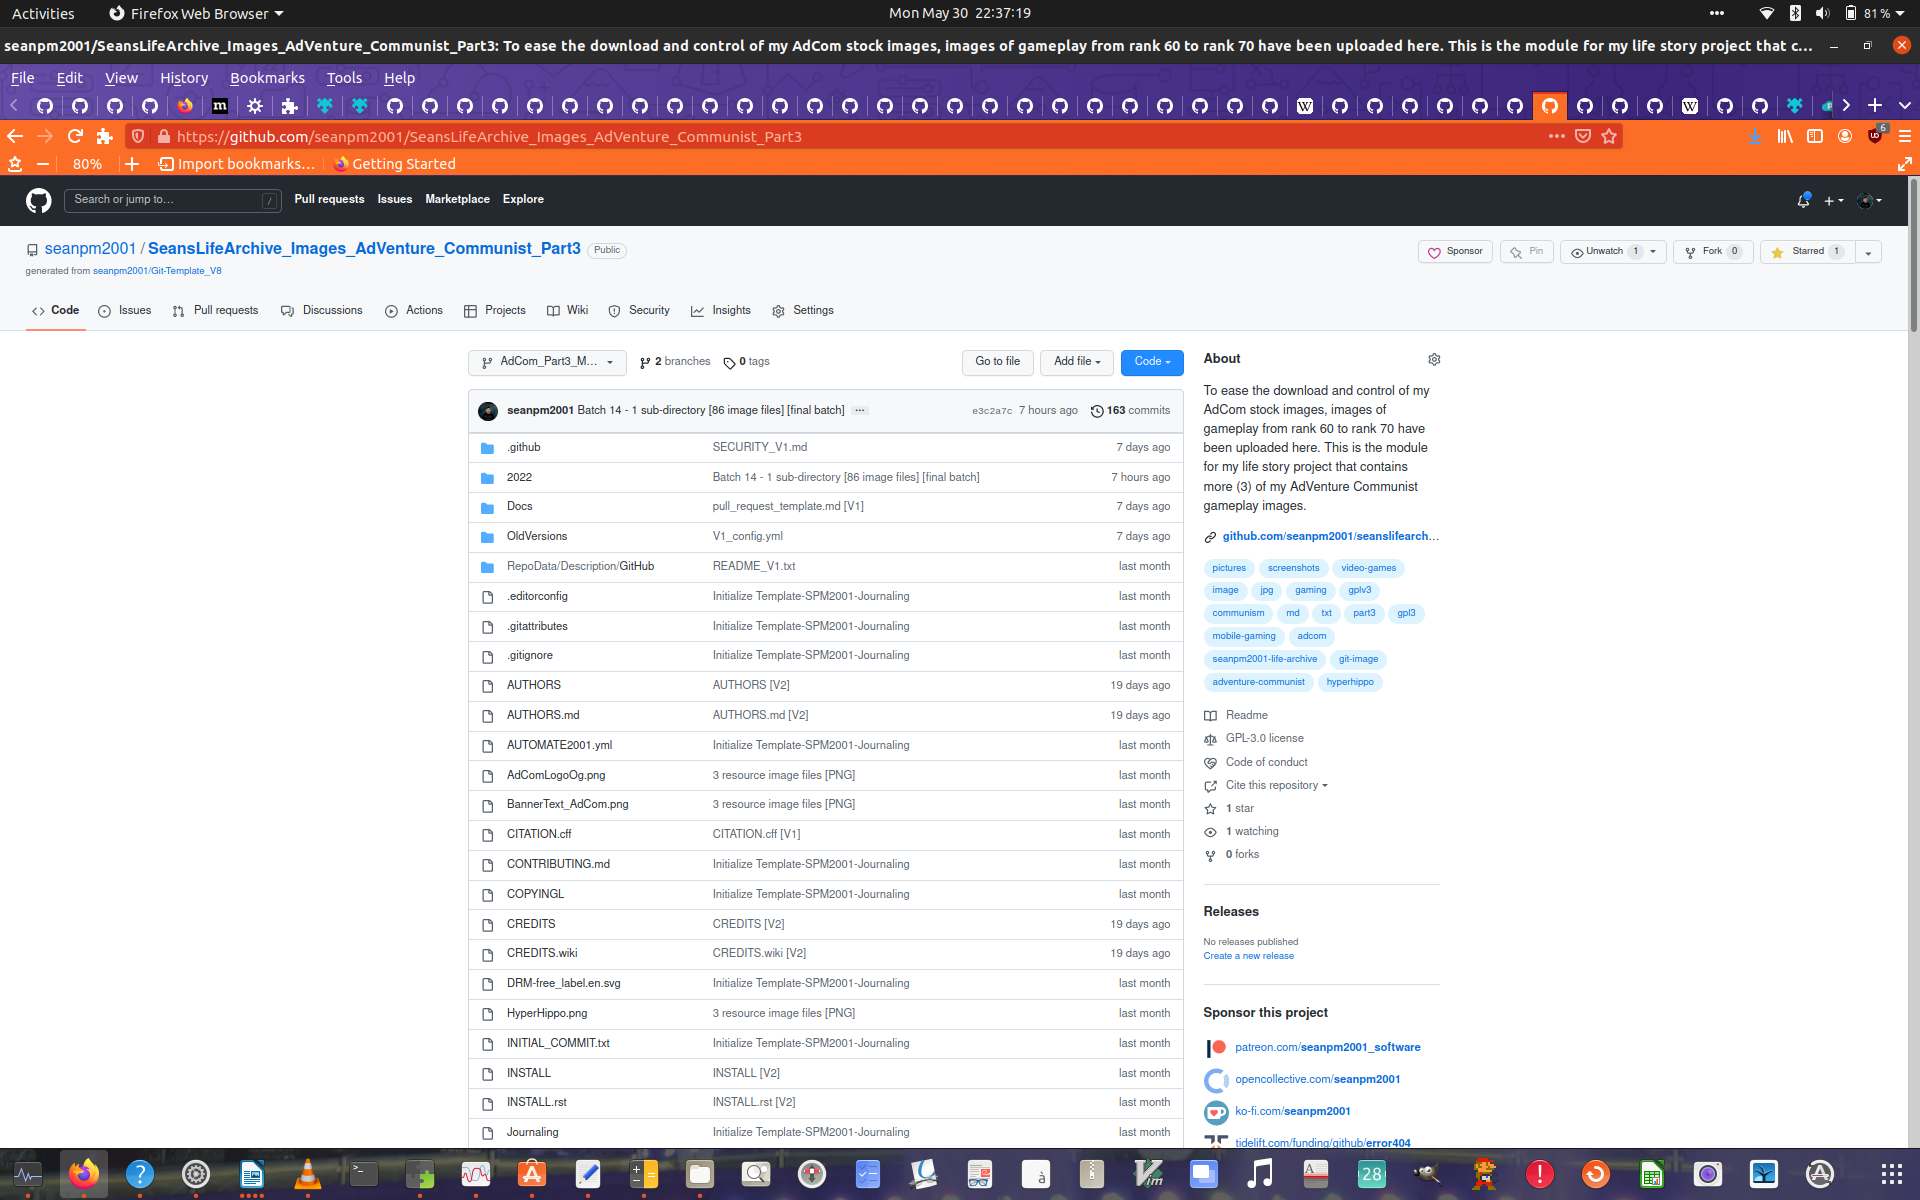 Activities
Firefox Web Browser
Mon May 30  22:37:19
81 %
seanpm2001/SeansLifeArchive_Images_AdVenture_Communist_Part3: To ease the download and control of my AdCom stock images, images of gameplay from rank 60 to rank 70 have been uploaded here. This is the module for my life story project that c...
File Edit View History Bookmarks Tools Help
https://github.com/seanpm2001/SeansLifeArchive_Images_AdVenture_Communist_Part3
6
80%
Import bookmarks...
Getting Started
Search or jump to...
/
Pull requests Issues Marketplace Explore
seanpm2001 / SeansLifeArchive_Images_AdVenture_Communist_Part3
Public
Sponsor
Pin
Unwatch 1
Fork 0
Starred 1
generated from seanpm2001/Git-Template_V8
Code Issues Pull requests Discussions Actions Projects Wiki Security Insights Settings
AdCom_Part3_M...
2 branches
0 tags
Go to file
Add file
Code
seanpm2001 Batch 14 - 1 sub-directory [86 image files] [final batch] ...
e3c2a7c 7 hours ago
163 commits
.github SECURITY_V1.md 7 days ago
2022 Batch 14 - 1 sub-directory [86 image files] [final batch] 7 hours ago
Docs pull_request_template.md [V1] 7 days ago
OldVersions V1_config.yml 7 days ago
RepoData/Description/GitHub README_V1.txt last month
.editorconfig Initialize Template-SPM2001-Journaling last month
.gitattributes Initialize Template-SPM2001-Journaling last month
.gitignore Initialize Template-SPM2001-Journaling last month
AUTHORS AUTHORS [V2] 19 days ago
AUTHORS.md AUTHORS.md [V2] 19 days ago
AUTOMATE2001.yml Initialize Template-SPM2001-Journaling last month
AdComLogoOg.png 3 resource image files [PNG] last month
BannerText_AdCom.png 3 resource image files [PNG] last month
CITATION.cff CITATION.cff [V1] last month
CONTRIBUTING.md Initialize Template-SPM2001-Journaling last month
COPYINGL Initialize Template-SPM2001-Journaling last month
CREDITS CREDITS [V2] 19 days ago
CREDITS.wiki CREDITS.wiki [V2] 19 days ago
DRM-free_label.en.svg Initialize Template-SPM2001-Journaling last month
HyperHippo.png 3 resource image files [PNG] last month
INITIAL_COMMIT.txt Initialize Template-SPM2001-Journaling last month
INSTALL INSTALL [V2] last month
INSTALL.rst INSTALL.rst [V2] last month
Journaling Initialize Template-SPM2001-Journaling last month
About
To ease the download and control of my
AdCom stock images, images of
gameplay from rank 60 to rank 70 have
been uploaded here. This is the module
for my life story project that contains
more (3) of my AdVenture Communist
gameplay images.
github.com/seanpm2001/seanslifearch...
pictures screenshots video-games
image jpg gaming gplv3
communism md txt part3 gpl3
mobile-gaming adcom
seanpm2001-life-archive git-image
adventure-communist hyperhippo
Readme
GPL-3.0 license
Code of conduct
Cite this repository
1 star
1 watching
0 forks
Releases
No releases published
Create a new release
Sponsor this project
patreon.com/seanpm2001_software
opencollective.com/seanpm2001
ko-fi.com/seanpm2001
tidelift.com/funding/github/error404
28